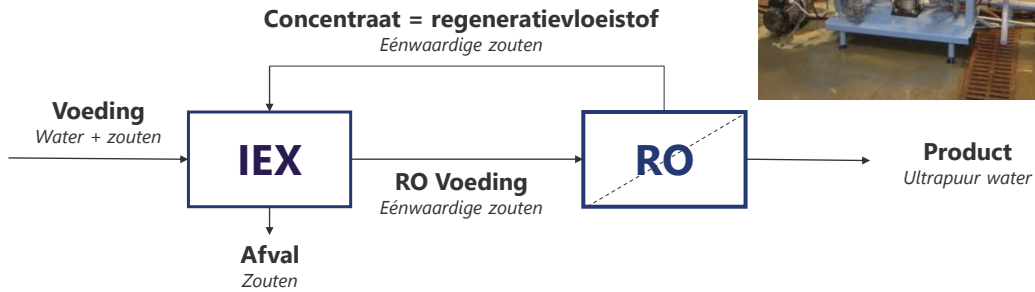 Concentraat = regeneratievloeistof
Eénwaardige zouten
Voeding
Water + zouten
IEX
RO Voeding
Eénwaardige zouten
RO
Product
Ultrapuur water
Afval
Zouten